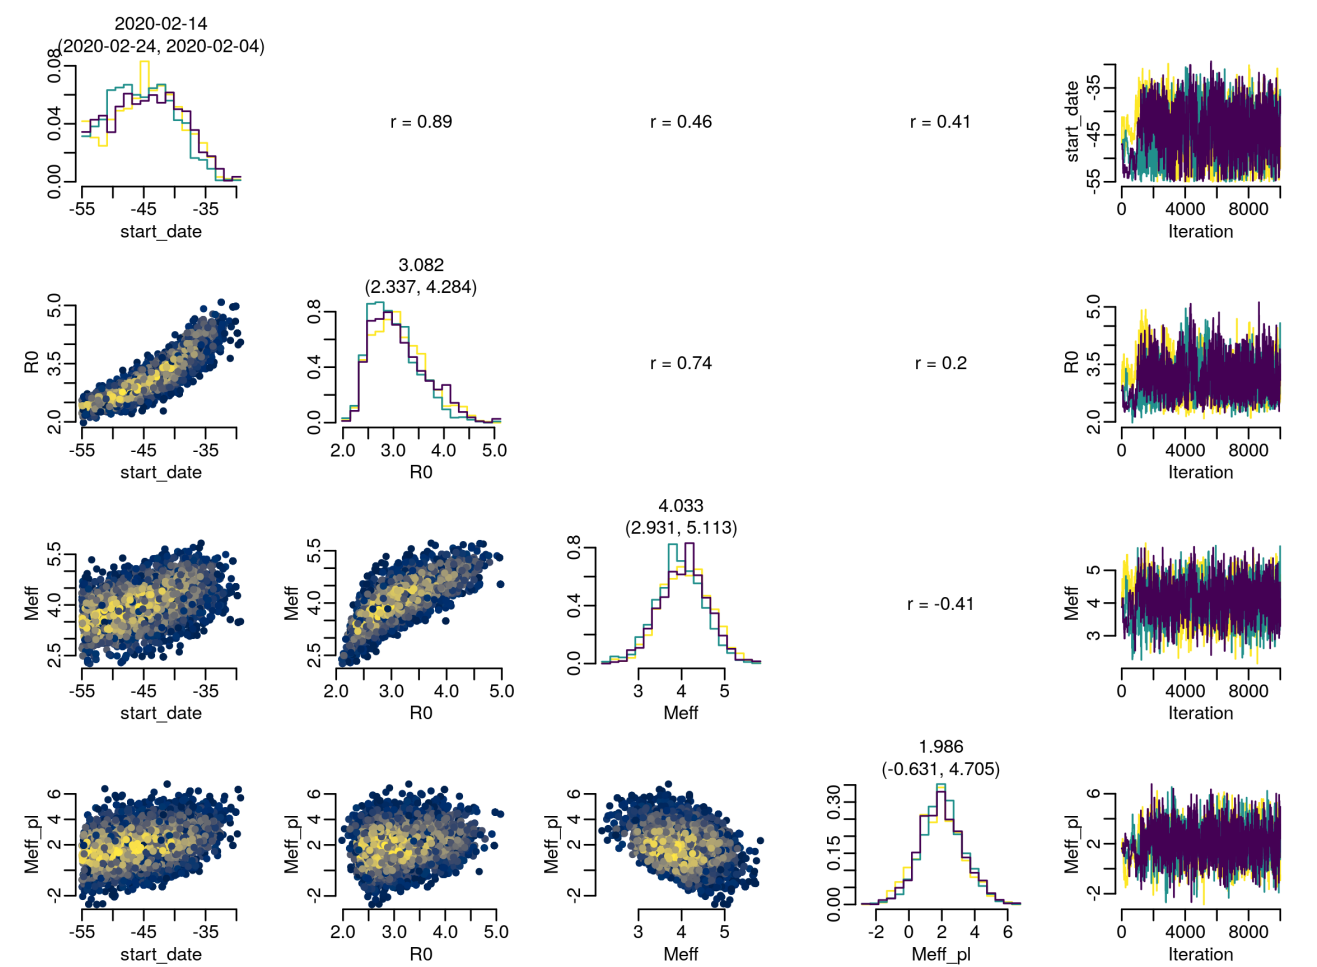 2020-02-14
(2020-02-24, 2020-02-04)
0.00 0.04 0.08
-55 -45 -35
start_date
r = 0.89
r = 0.46
r = 0.41
start_date
-55 -45 -35
0 4000 8000
Iteration
R0
2.0 3.5 5.0
-55 -45 -35
start_date
3.082
(2.337, 4.284)
0.0 0.4 0.8
2.0 3.0 4.0 5.0
R0
r = 0.74
r = 0.2
R0
2.0 3.5 5.0
0 4000 8000
Iteration
Meff
2.5 4.0 5.5
-55 -45 -35
start_date
Meff
2.5 4.0 5.5
2.0 3.0 4.0 5.0
R0
4.033
(2.931, 5.113)
0.0 0.4 0.8
3 4 5
Meff
r = -0.41
Meff
3 4 5
0 4000 8000
Iteration
Meff_pl
-2 2 4 6
-55 -45 -35
start_date
Meff_pl
-2 2 4 6
2.0 3.0 4.0 5.0
R0
Meff_pl
-2 2 4 6
3 4 5
Meff
1.986
(-0.631, 4.705)
0.00 0.15 0.30
-2 0 2 4 6
Meff_pl
Meff_pl
-2 2 6
0 4000 8000
Iteration